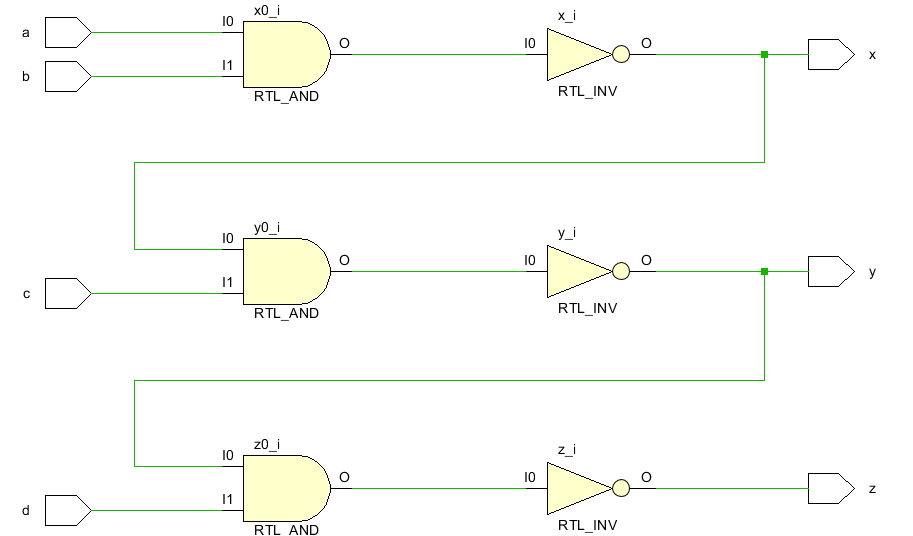 x0_i
x_i
a
I0
O
I0
O
x
b
I1
RTL_AND
RTL_INV
y0_i
y_i
I0
O
I0
O
y
c
I1
RTL_AND
RTL_INV
z0_i
z_i
I0
O
I0
O
z
d
I1
RTL_AND
RTL_INV